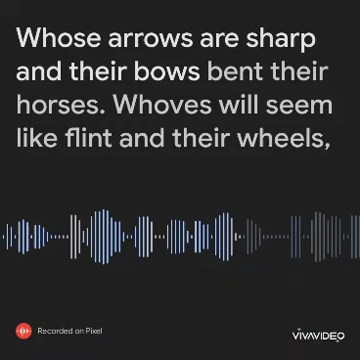 Whose arrows are sharp
and their bows bent their
horses. Whoves will seem
like flint and their wheels,
Recorded on Pixel
VIVAVIDEO